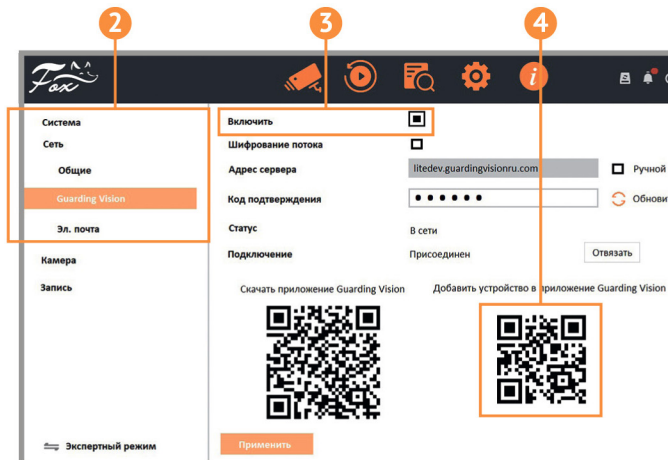 2 3 4
Fox
i
Система
Сеть
Общие
Guarding Vision
Эл. почта
Камера
Запись
Экспертный режим
Включить
Шифрование потока
Адрес сервера litedev.guardingvisionru.com Ручной
Код подтверждения Обнови
Статус В сети
Подключение Присоединен Отвязать
Скачать приложение Guarding Vision Добавить устройство в приложение Guarding Vision
Применить